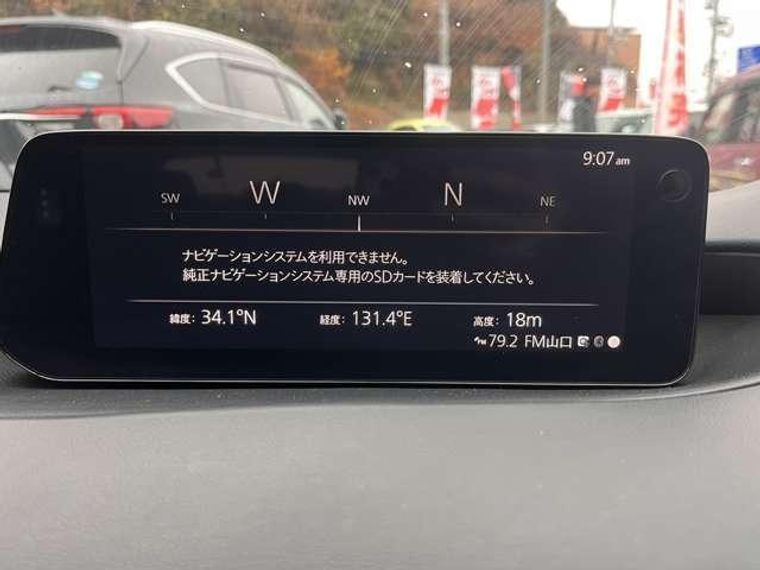 9:07 am
SW W NW N NE
ナビゲーションシステムを利用できません。
純正ナビゲーションシステム専用のSDカードを装着してください。
緯度: 34.1°N 経度: 131.4°E 高度: 18m
FM 79.2 FM山口